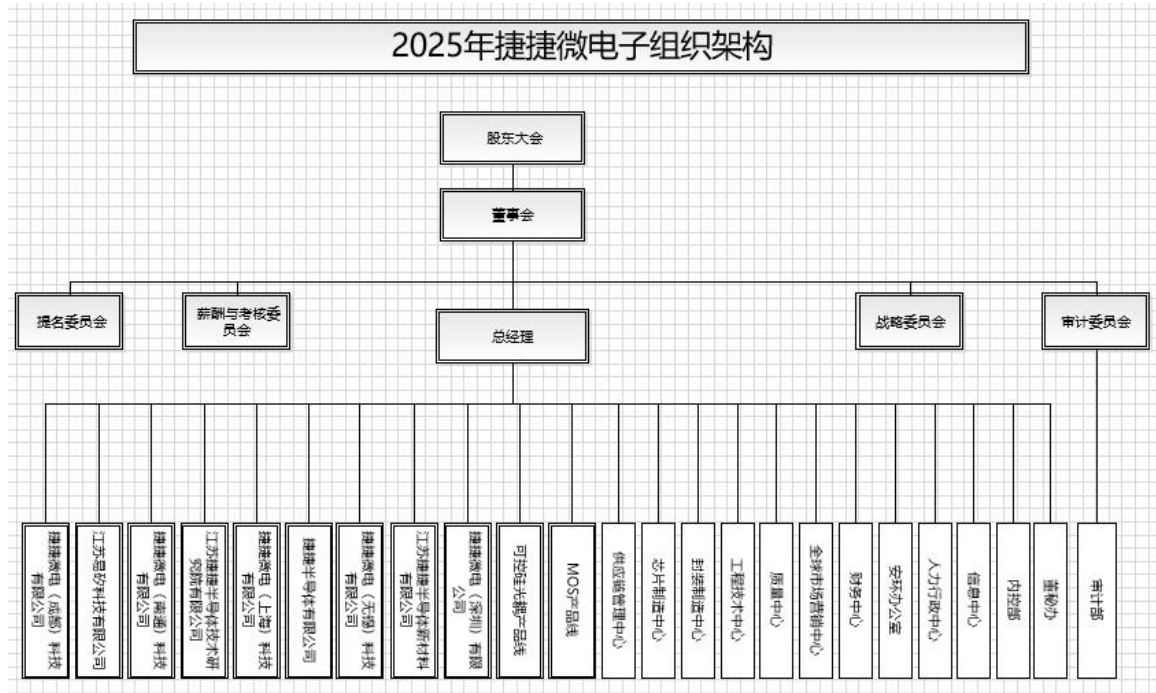 2025年捷捷微电子组织架构
股东大会
董事会
提名委员会
薪酬与考核委
员会
总经理
战略委员会
审计委员会
捷捷微电（成都）科技
有限公司
江苏易矽科技有限公司
捷捷微电（南通）科技
有限公司
江苏捷捷半导体技术研
究院有限公司
捷捷微电（上海）科技
有限公司
捷捷半导体有限公司
捷捷微电（无锡）科技
有限公司
江苏捷捷半导体新材料
有限公司
捷捷微电（深圳）有限
公司
可控硅光耦产品线
MOS产品线
供应链管理中心
芯片制造中心
封装制造中心
工程技术中心
质量中心
全球市场营销中心
财务中心
安环办公室
人力行政中心
信息中心
内控部
董秘办
审计部